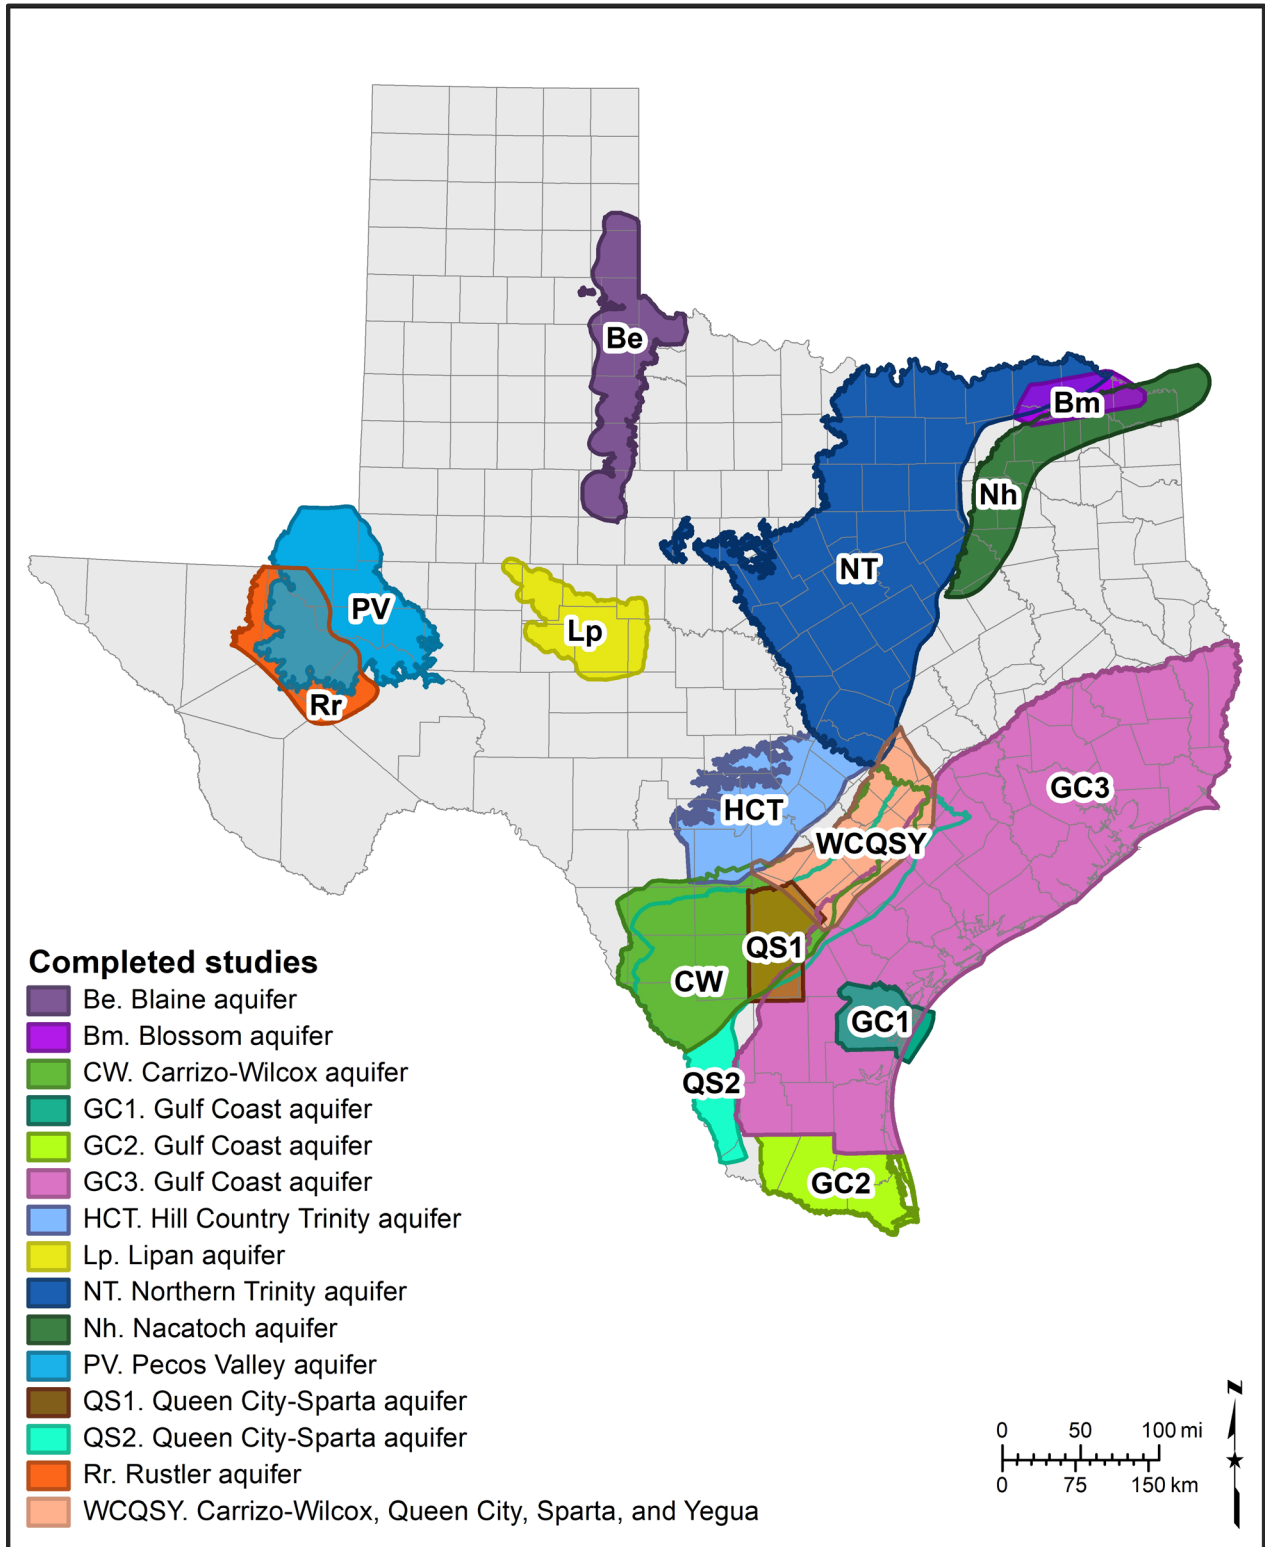 Be
Bm
Nh
NT
PV
Lp
Rr
GC3
HCT
WCQSY
QS1
CW
GC1
QS2
GC2
Completed studies
Be. Blaine aquifer
Bm. Blossom aquifer
CW. Carrizo-Wilcox aquifer
GC1. Gulf Coast aquifer
GC2. Gulf Coast aquifer
GC3. Gulf Coast aquifer
HCT. Hill Country Trinity aquifer
Lp. Lipan aquifer
NT. Northern Trinity aquifer
Nh. Nacatoch aquifer
PV. Pecos Valley aquifer
QS1. Queen City-Sparta aquifer
QS2. Queen City-Sparta aquifer
Rr. Rustler aquifer
WCQSY. Carrizo-Wilcox, Queen City, Sparta, and Yegua
N
0 50 100 mi
0 75 150 km